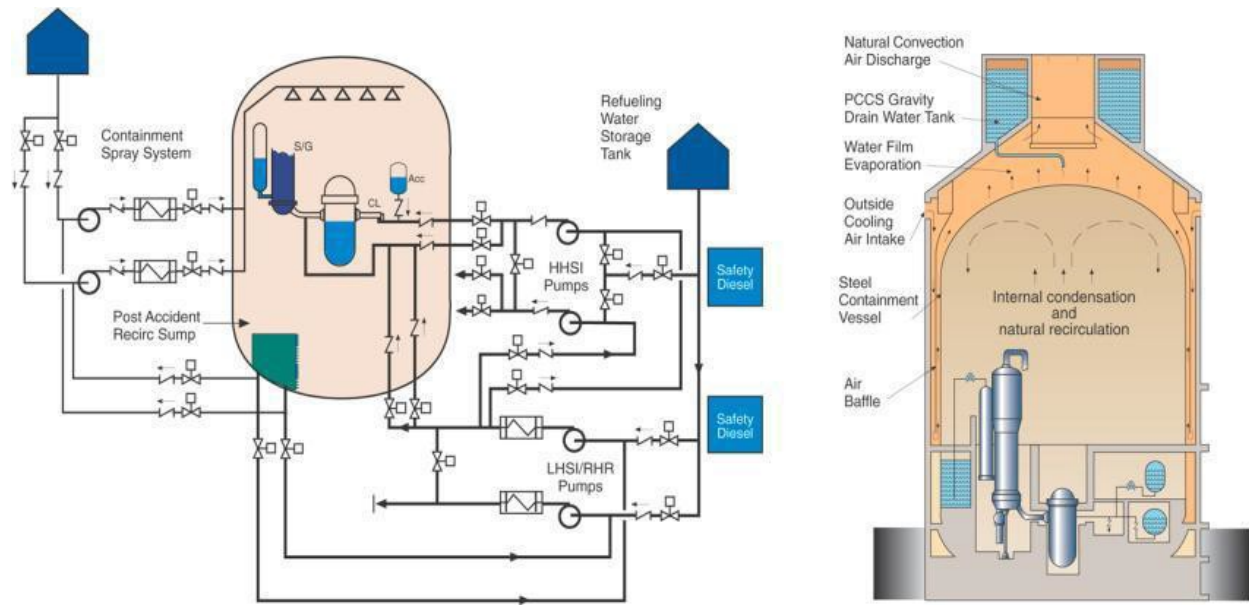 Containment
Spray System
S/G
Acc
CL
Post Accident
Recirc Sump
Refueling
Water
Storage
Tank
HHSI
Pumps
Safety
Diesel
LHSI/RHR
Pumps
Safety
Diesel
Natural Convection
Air Discharge
PCCS Gravity
Drain Water Tank
Water Film
Evaporation
Outside
Cooling
Air Intake
Steel
Containment
Vessel
Internal condensation
and
natural recirculation
Air
Baffle